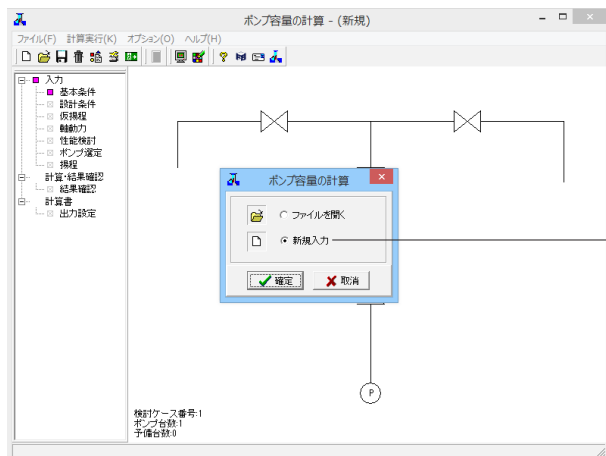 ポンプ容量の計算 - (新規)
ファイル(F) 計算実行(K) オプション(O) ヘルプ(H)
入力
基本条件
設計条件
仮揚程
軸動力
性能検討
ポンプ選定
揚程
計算・結果確認
結果確認
計算書
出力設定
ポンプ容量の計算
ファイルを開く
新規入力
確定
取消
P
検討ケース番号:1
ポンプ台数:1
予備台数:0